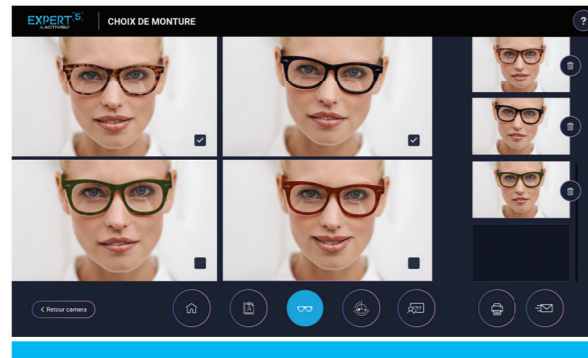 EXPERT 5
by ACTIVISU
CHOIX DE MONTURE
?
< Retour camera